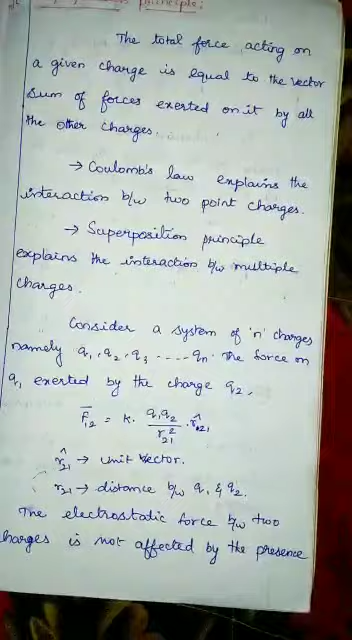 principle:
The total force acting on
a given charge is equal to the vector
sum of forces exerted on it by all
the other charges.
→ Coulomb's law explains the
interaction b/w two point charges.
→ Superposition principle
explains the interaction b/w multiple
charges.
Consider a system of 'n' charges
namely q₁, q₂, q₃ ---- qn. The force on
q₁ exerted by the charge q₂,
F₁₂ = K. q₁q₂ / r₂₁² . r̂₂₁
r̂₂₁ → unit vector.
r₂₁ → distance b/w q₁ & q₂.
The electrostatic force b/w two
charges is not affected by the presence